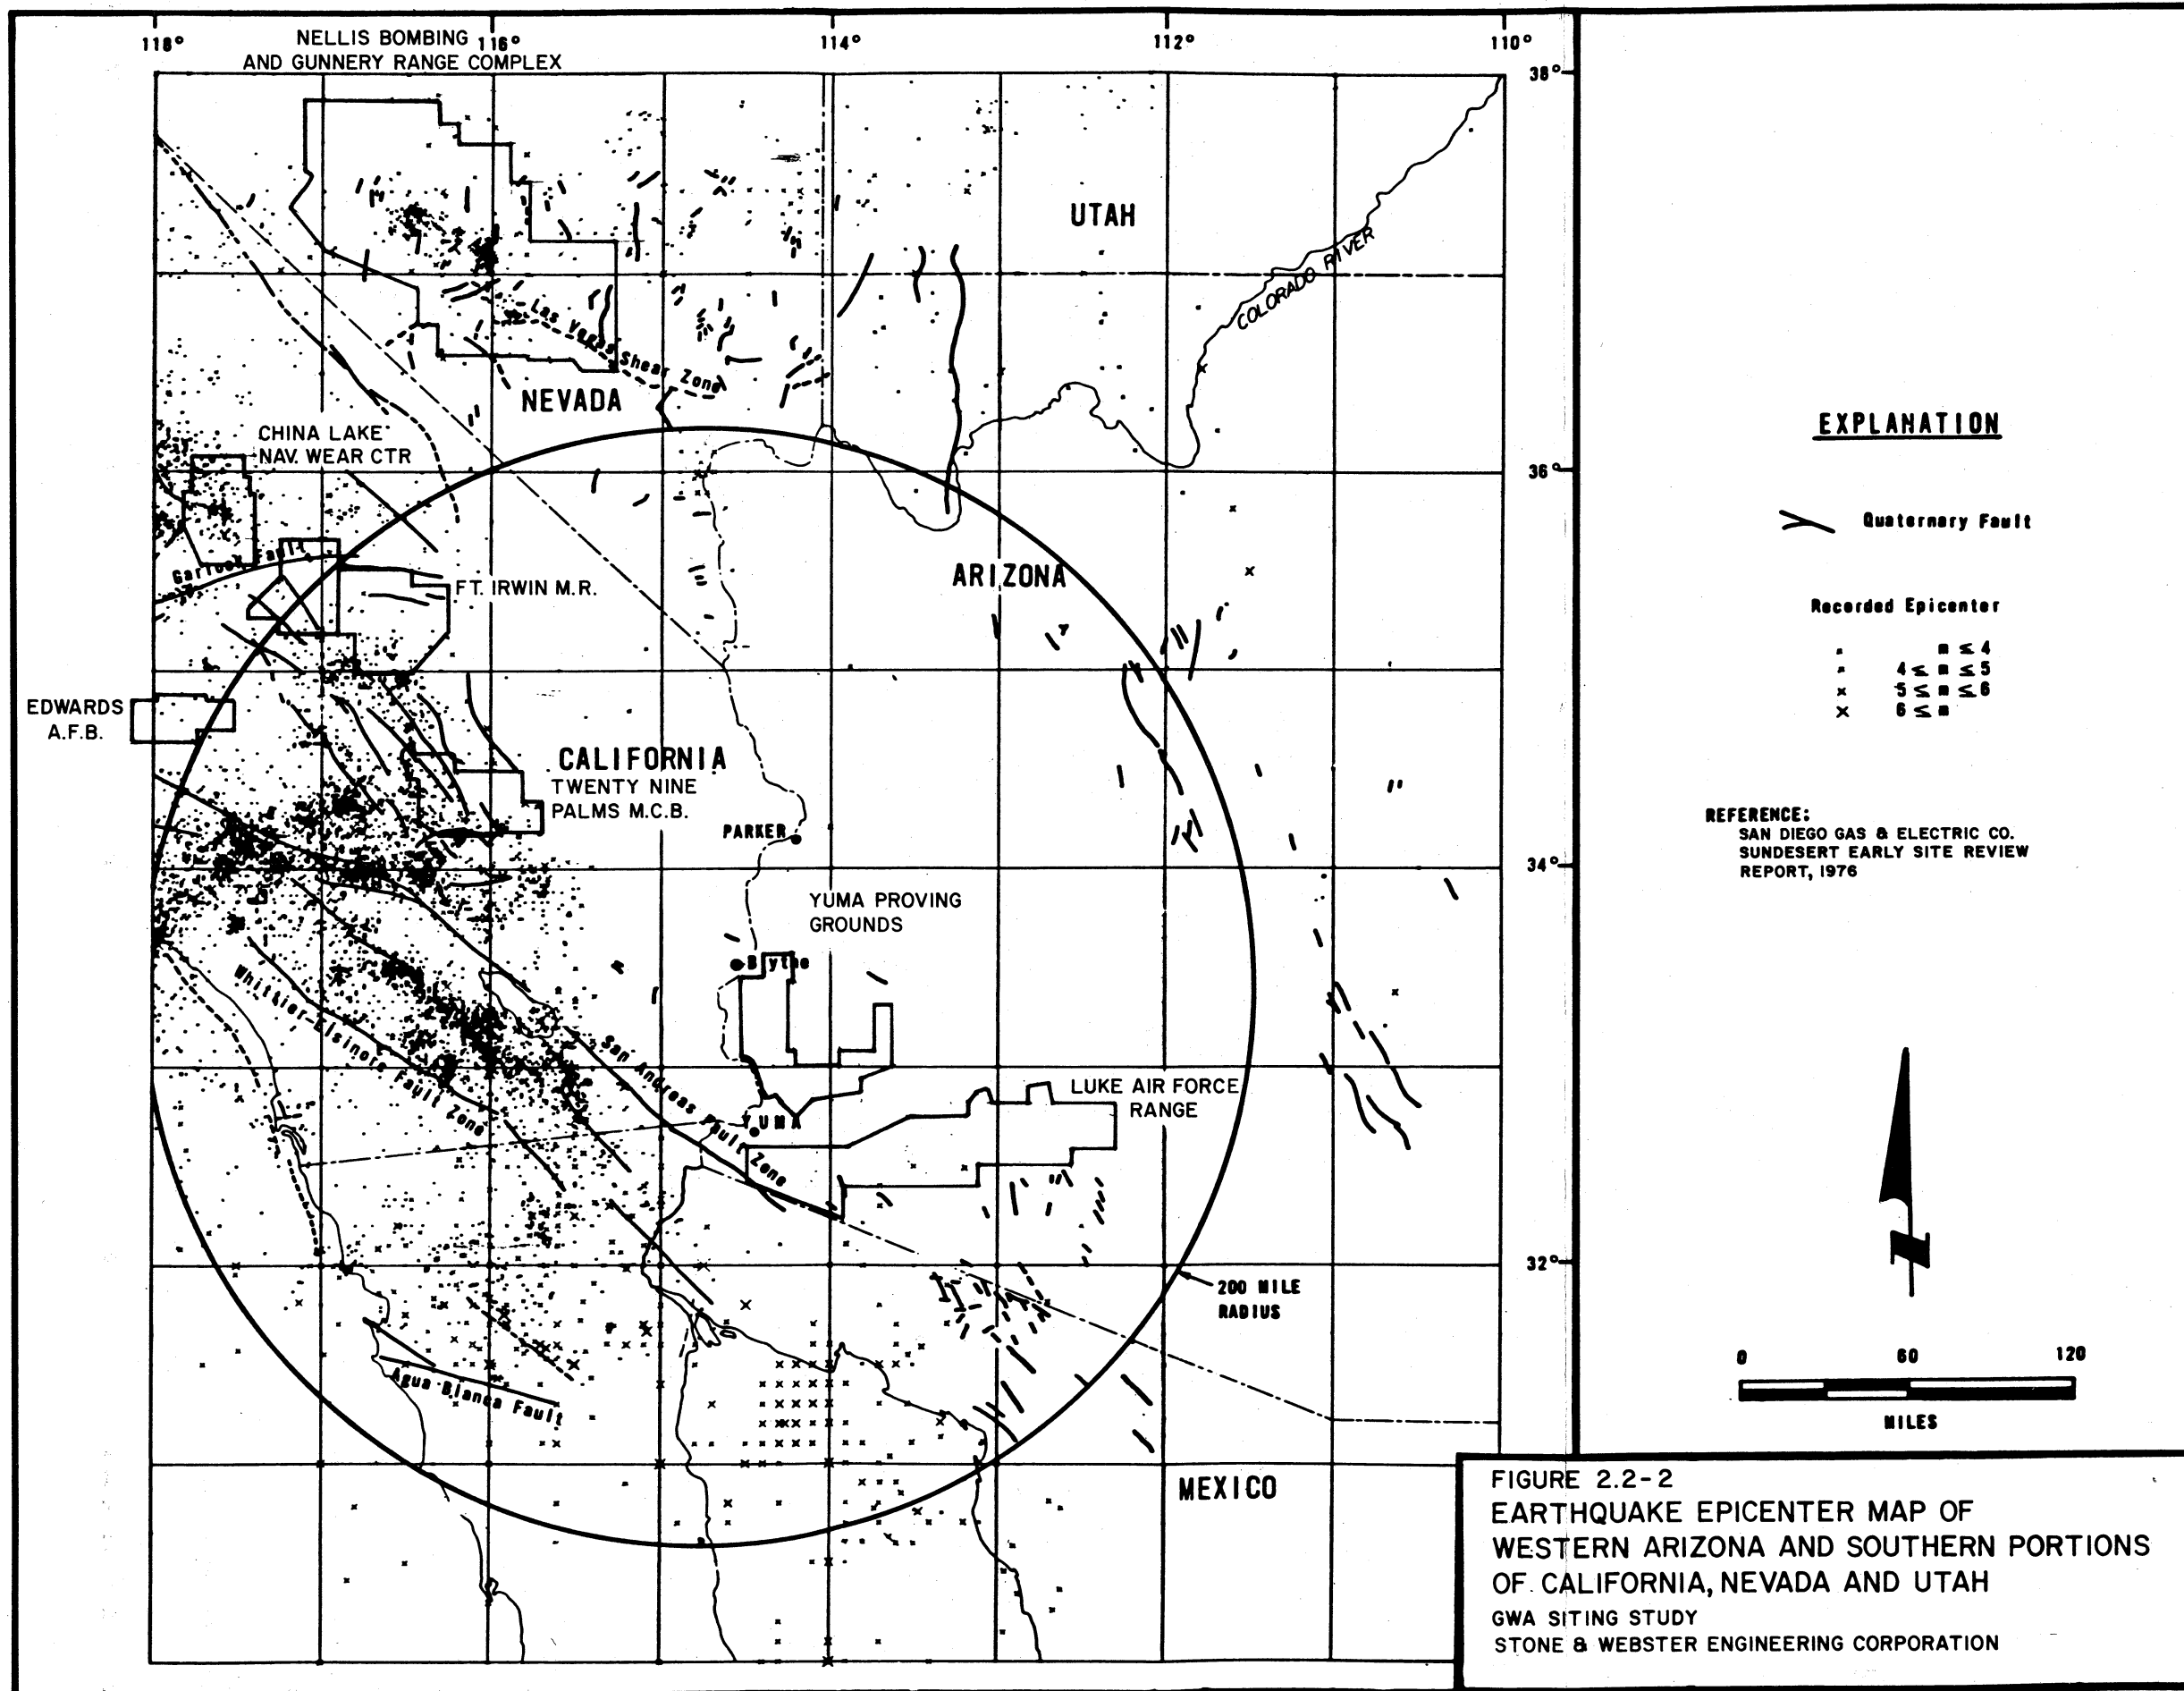 118°
NELLIS BOMBING
AND GUNNERY RANGE COMPLEX
116°
114°
112°
110°
38°
UTAH
COLORADO RIVER
Las Vegas Shear Zone
NEVADA
CHINA LAKE
NAV. WEAR CTR
36°
Garlock Fault
FT. IRWIN M.R.
ARIZONA
EDWARDS
A.F.B.
CALIFORNIA
TWENTY NINE
PALMS M.C.B.
PARKER
34°
YUMA PROVING
GROUNDS
Blythe
Whittier-Elsinore Fault Zone
San Andreas Fault Zone
YUMA
LUKE AIR FORCE
RANGE
32°
200 MILE
RADIUS
Agua Blanca Fault
MEXICO
EXPLANATION
Quaternary Fault
Recorded Epicenter
m ≤ 4
4 ≤ m ≤ 5
5 ≤ m ≤ 6
6 ≤ m
REFERENCE:
SAN DIEGO GAS & ELECTRIC CO.
SUNDESERT EARLY SITE REVIEW
REPORT, 1976
N
0 60 120
MILES
FIGURE 2.2-2
EARTHQUAKE EPICENTER MAP OF
WESTERN ARIZONA AND SOUTHERN PORTIONS
OF CALIFORNIA, NEVADA AND UTAH
GWA SITING STUDY
STONE & WEBSTER ENGINEERING CORPORATION